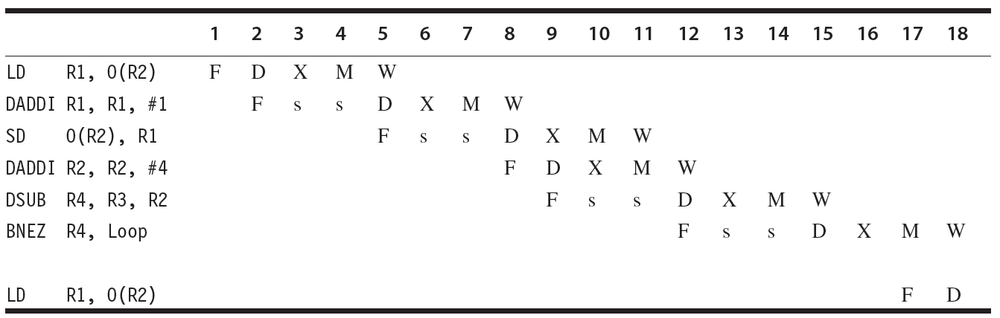 1 2 3 4 5 6 7 8 9 10 11 12 13 14 15 16 17 18
LD R1, 0(R2) F D X M W
DADDI R1, R1, #1 F s s D X M W
SD 0(R2), R1 F s s D X M W
DADDI R2, R2, #4 F D X M W
DSUB R4, R3, R2 F s s D X M W
BNEZ R4, Loop F s s D X M W
LD R1, 0(R2) F D